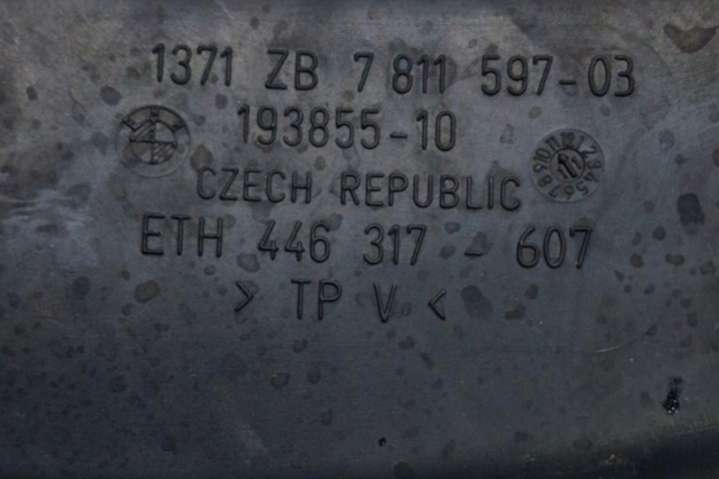 1371 ZB 7 811 597-03
193855-10
CZECH REPUBLIC
ETH 446 317 - 607
> TP V <